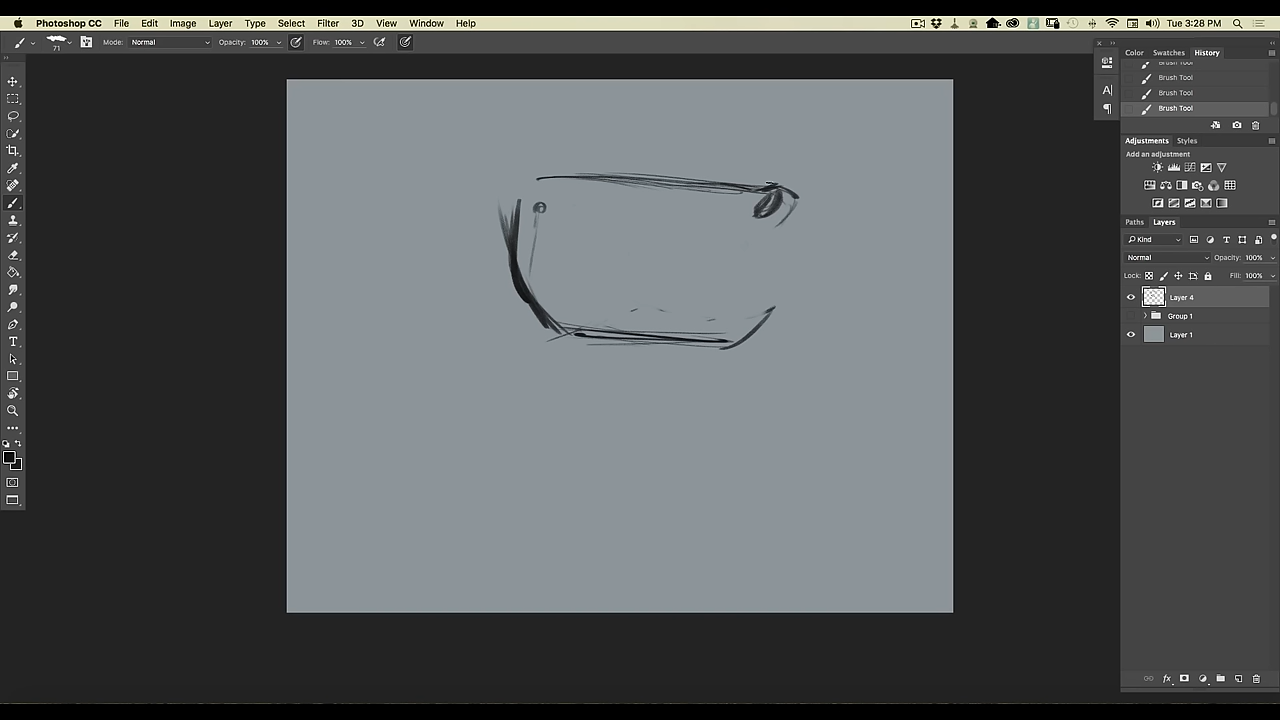 Photoshop CC File Edit Image Layer Type Select Filter 3D View Window Help Tue 3:28 PM
71 Mode: Normal Opacity: 100% Flow: 100%
Color Swatches History
Brush Tool
Brush Tool
Brush Tool
Brush Tool
Adjustments Styles
Add an adjustment
Paths Layers
Kind
Normal Opacity: 100%
Lock: Fill: 100%
Layer 4
Group 1
Layer 1